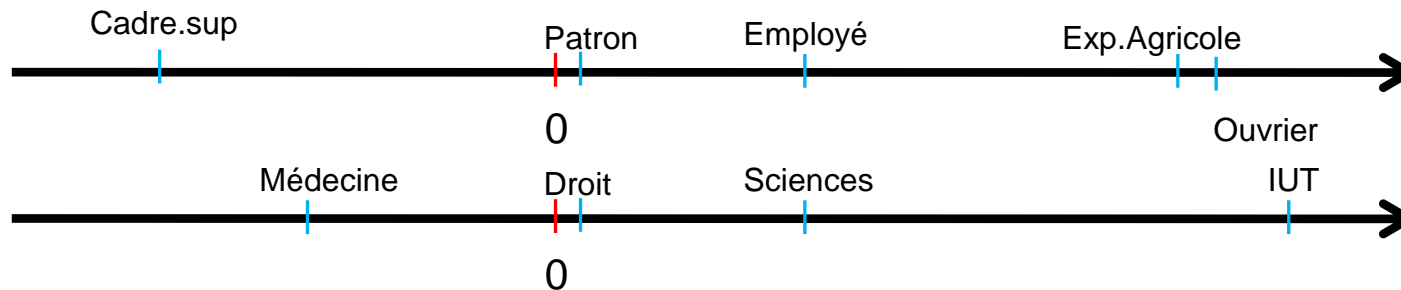 Cadre.sup Patron Employé Exp.Agricole
0
Ouvrier
Médecine Droit Sciences IUT
0